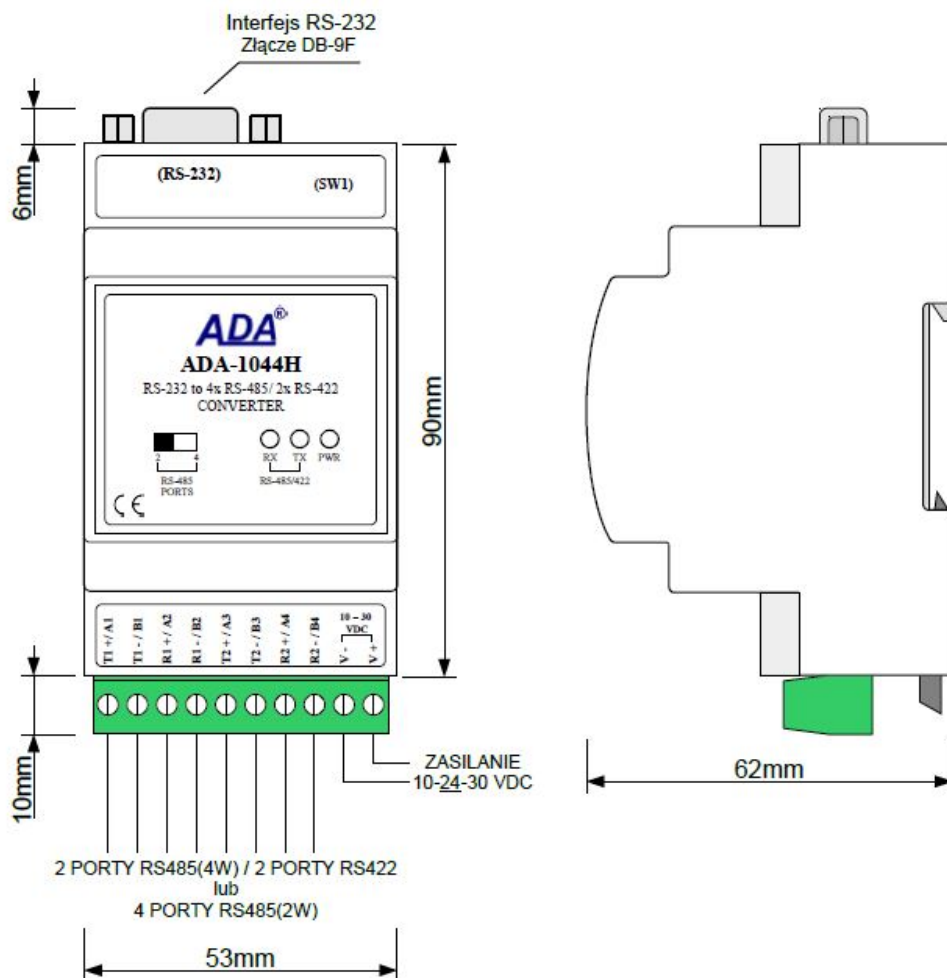 Interfejs RS-232
Złącze DB-9F
6mm
(RS-232)
(SW1)
ADA®
ADA-1044H
RS-232 to 4x RS-485/ 2x RS-422
CONVERTER
2 4
RS-485
PORTS
RX TX PWR
RS-485/422
CE
90mm
T1 + / A1
T1 - / B1
R1 + / A2
R1 - / B2
T2 + / A3
T2 - / B3
R2 + / A4
R2 - / B4
10 – 30
VDC
V -
V +
10mm
ZASILANIE
10-24-30 VDC
2 PORTY RS485(4W) / 2 PORTY RS422
lub
4 PORTY RS485(2W)
53mm
62mm